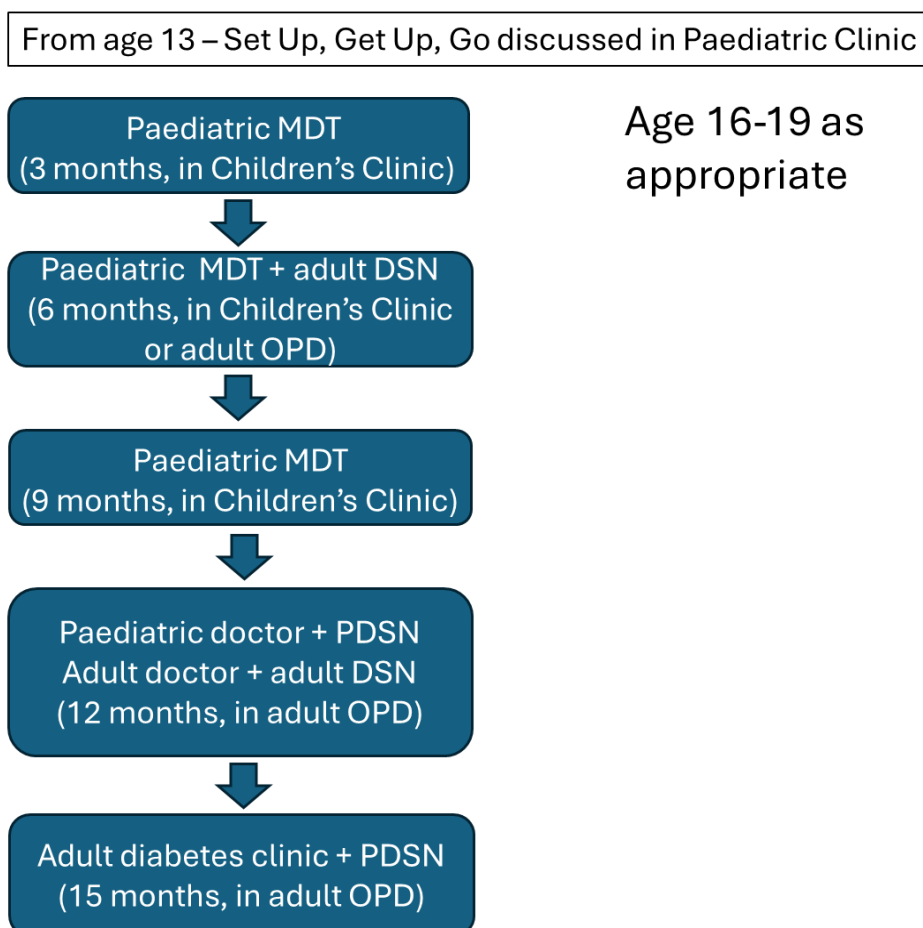 From age 13 – Set Up, Get Up, Go discussed in Paediatric Clinic
Paediatric MDT
(3 months, in Children’s Clinic)
Age 16-19 as
appropriate
Paediatric MDT + adult DSN
(6 months, in Children’s Clinic
or adult OPD)
Paediatric MDT
(9 months, in Children’s Clinic)
Paediatric doctor + PDSN
Adult doctor + adult DSN
(12 months, in adult OPD)
Adult diabetes clinic + PDSN
(15 months, in adult OPD)